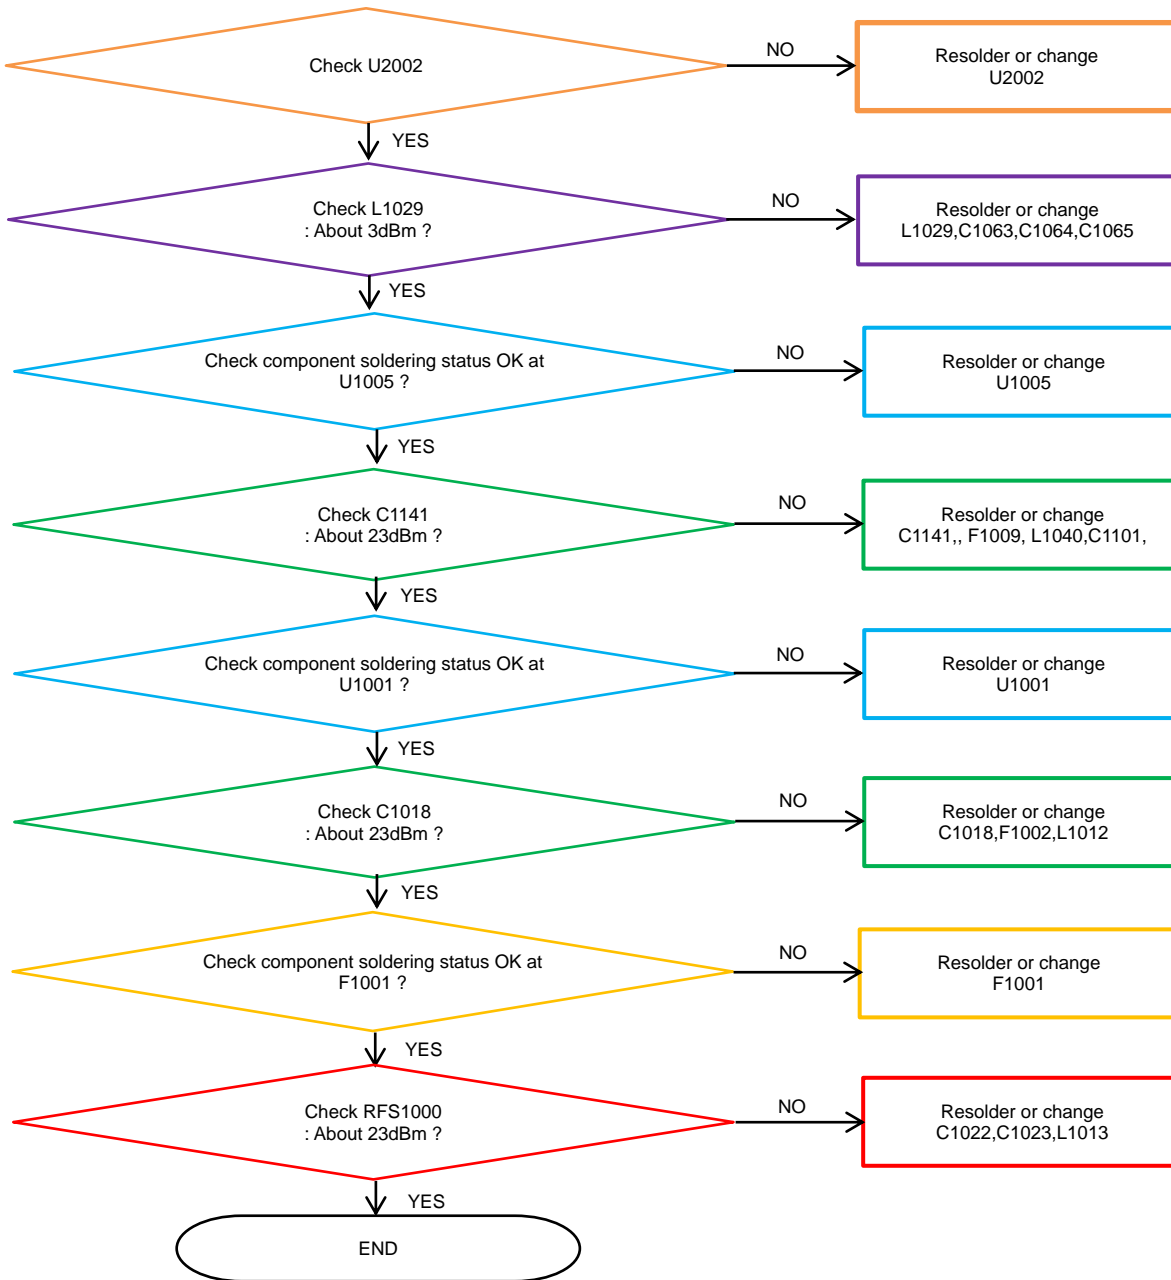 Check U2002
NO
Resolder or change
U2002
YES
Check L1029
: About 3dBm ?
NO
Resolder or change
L1029,C1063,C1064,C1065
YES
Check component soldering status OK at
U1005 ?
NO
Resolder or change
U1005
YES
Check C1141
: About 23dBm ?
NO
Resolder or change
C1141,, F1009, L1040,C1101,
YES
Check component soldering status OK at
U1001 ?
NO
Resolder or change
U1001
YES
Check C1018
: About 23dBm ?
NO
Resolder or change
C1018,F1002,L1012
YES
Check component soldering status OK at
F1001 ?
NO
Resolder or change
F1001
YES
Check RFS1000
: About 23dBm ?
NO
Resolder or change
C1022,C1023,L1013
YES
END